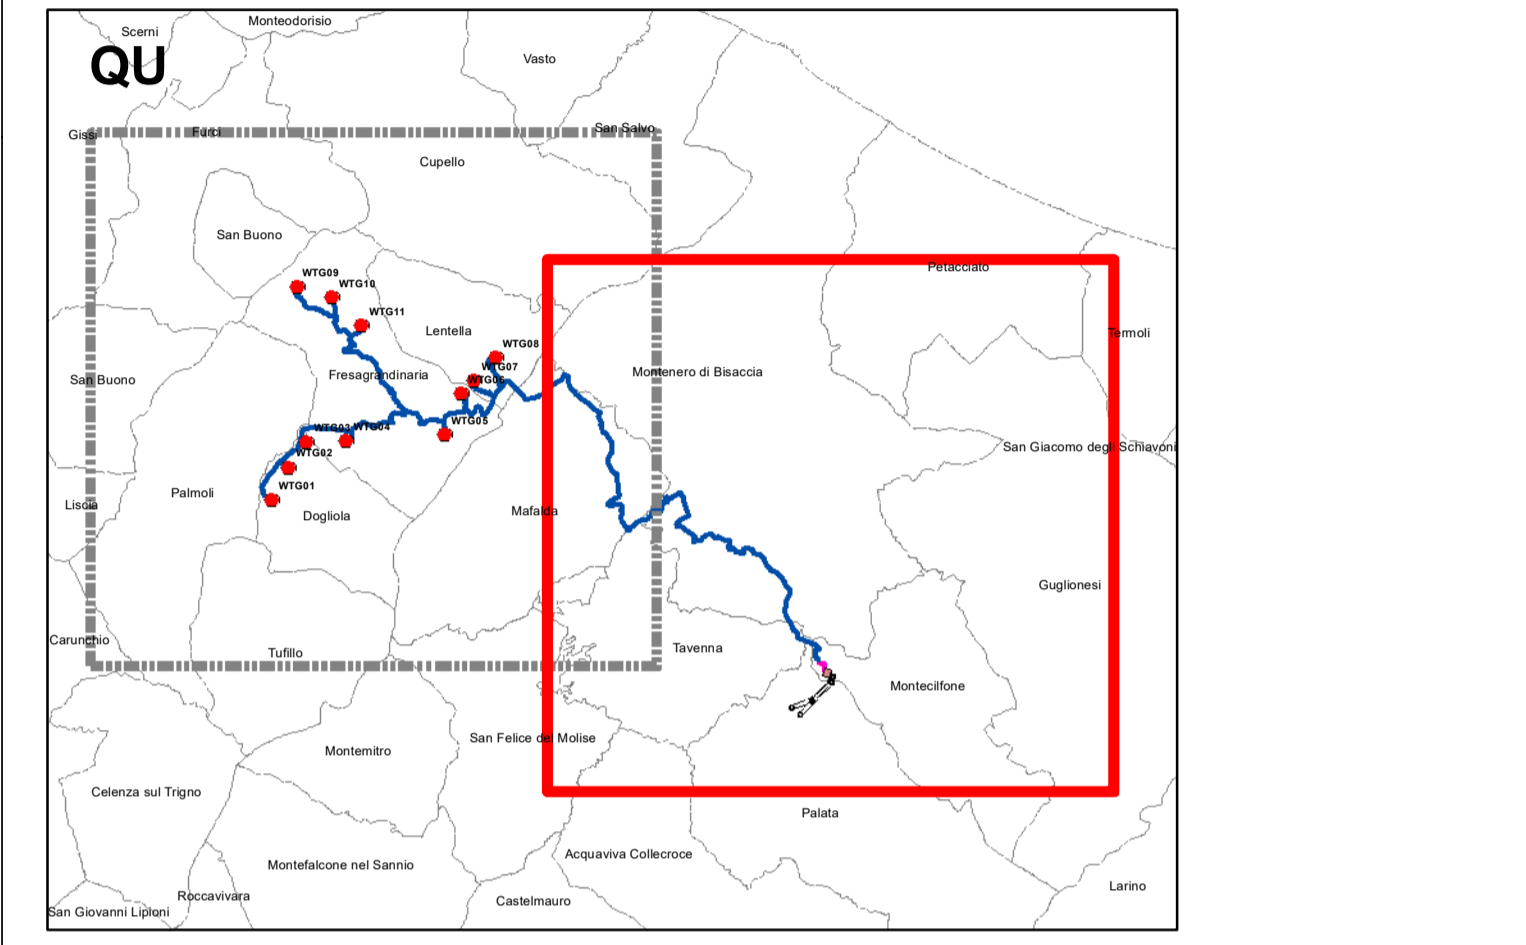 Monteodorisio
Scerni
QU
Vasto
Gissi
Furci
San Salvo
Cupello
San Buono
Petacciato
WTG09
WTG10
WTG11
Lentella
Termoli
WTG08
WTG07
Montenero di Bisaccia
San Buono
Fresagrandinaria
WTG06
WTG05
WTG03
WTG04
San Giacomo degli Schiavoni
WTG02
WTG01
Palmoli
Liscia
Dogliola
Mafalda
Guglionesi
Carunchio
Tufillo
Tavenna
Montecilfone
Montemitro
San Felice del Molise
Celenza sul Trigno
Palata
Acquaviva Collecroce
Montefalcone nel Sannio
Larino
Roccavivara
Castelmauro
San Giovanni Lipioni